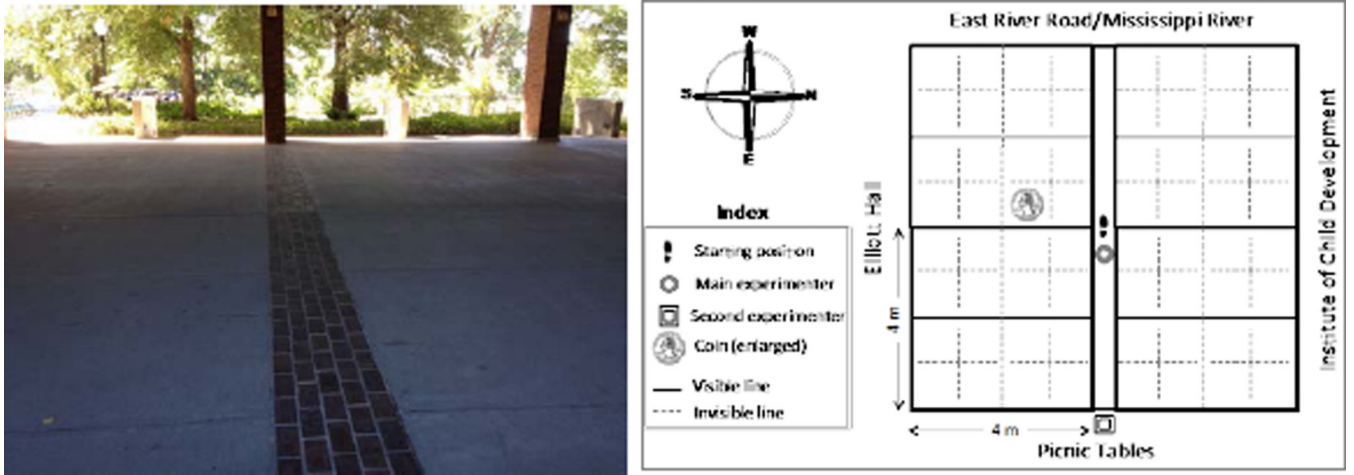 East River Road/Mississippi River
W
S
N
E
Index
Starting position
Main experimenter
Second experimenter
Coin (enlarged)
Visible line
Invisible line
Elliott Hall
4 m
4 m
Institute of Child Development
Picnic Tables